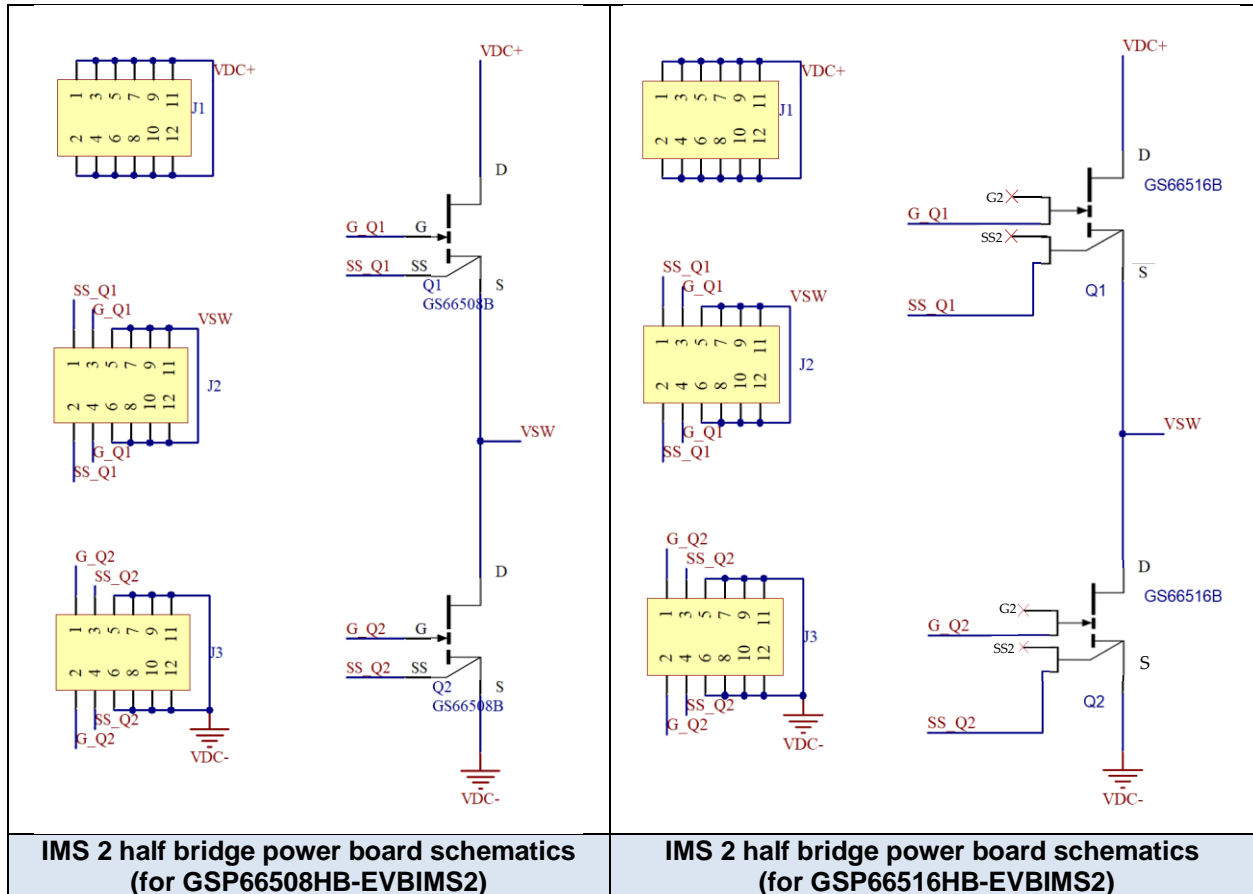 VDC+
VDC+
1 3 5 7 9 11
J1
2 4 6 8 10 12
D
G_Q1 G
SS_Q1 SS
Q1
S
GS66508B
SS_Q1
G_Q1
VSW
1 3 5 7 9 11
J2
2 4 6 8 10 12
G_Q1
SS_Q1
VSW
G_Q2
SS_Q2
D
1 3 5 7 9 11
G_Q2 G
J3
2 4 6 8 10 12
SS_Q2 SS
Q2
S
GS66508B
SS_Q2
G_Q2
VDC-
VDC-
IMS 2 half bridge power board schematics
(for GSP66508HB-EVBIMS2)
VDC+
VDC+
1 3 5 7 9 11
J1
2 4 6 8 10 12
D
GS66516B
G2
G_Q1
SS2
S
SS_Q1
Q1
SS_Q1
G_Q1
VSW
1 3 5 7 9 11
J2
2 4 6 8 10 12
G_Q1
SS_Q1
VSW
G_Q2
SS_Q2
D
GS66516B
1 3 5 7 9 11
G2
G_Q2
J3
2 4 6 8 10 12
SS2
S
Q2
SS_Q2
SS_Q2
G_Q2
VDC-
VDC-
IMS 2 half bridge power board schematics
(for GSP66516HB-EVBIMS2)